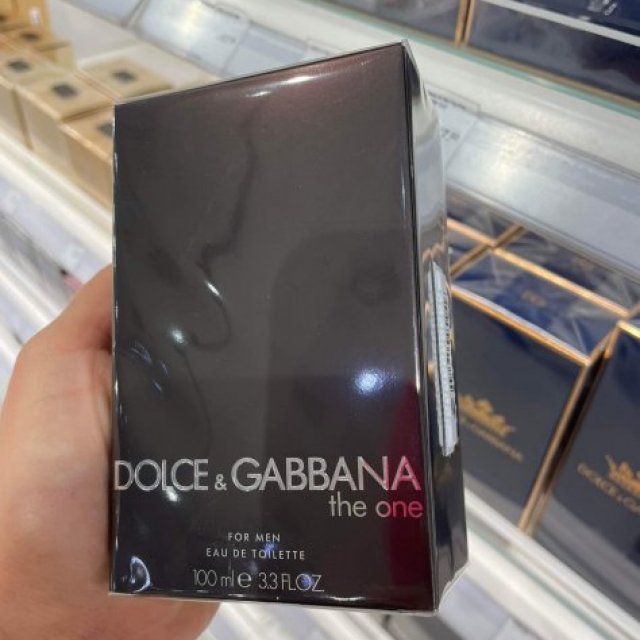 DOLCE & GABBANA
the one
FOR MEN
EAU DE TOILETTE
100 ml e 3.3 FL.OZ